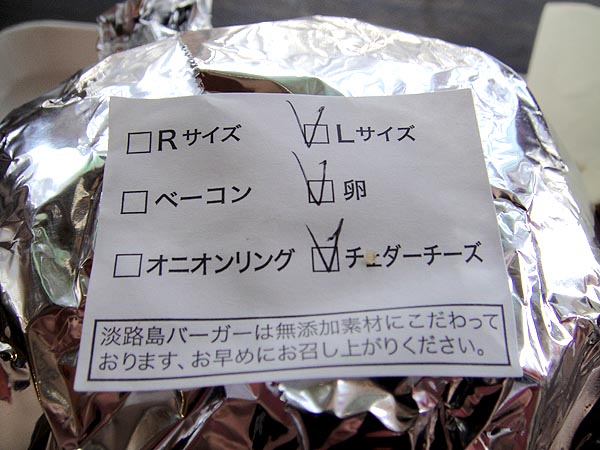 □Rサイズ ☑Lサイズ
□ベーコン ☑卵
□オニオンリング ☑チェダーチーズ
淡路島バーガーは無添加素材にこだわって
おります、お早めにお召し上がりください。